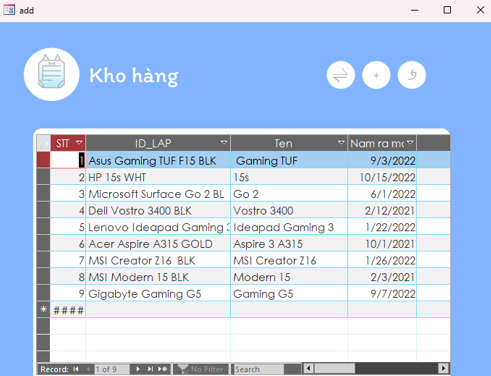 add
Kho hàng
STT ID_LAP Ten Nam ra mo
1 Asus Gaming TUF F15 BLK Gaming TUF 9/3/2022
2 HP 15s WHT 15s 10/15/2022
3 Microsoft Surface Go 2 BL Go 2 6/1/2022
4 Dell Vostro 3400 BLK Vostro 3400 2/12/2021
5 Lenovo Ideapad Gaming 3 Ideapad Gaming 3 1/22/2022
6 Acer Aspire A315 GOLD Aspire 3 A315 10/1/2021
7 MSI Creator Z16 BLK MSI Creator Z16 1/26/2022
8 MSI Modern 15 BLK Modern 15 2/3/2021
9 Gigabyte Gaming G5 Gaming G5 9/7/2022
####
Record: 1 of 9 No Filter Search